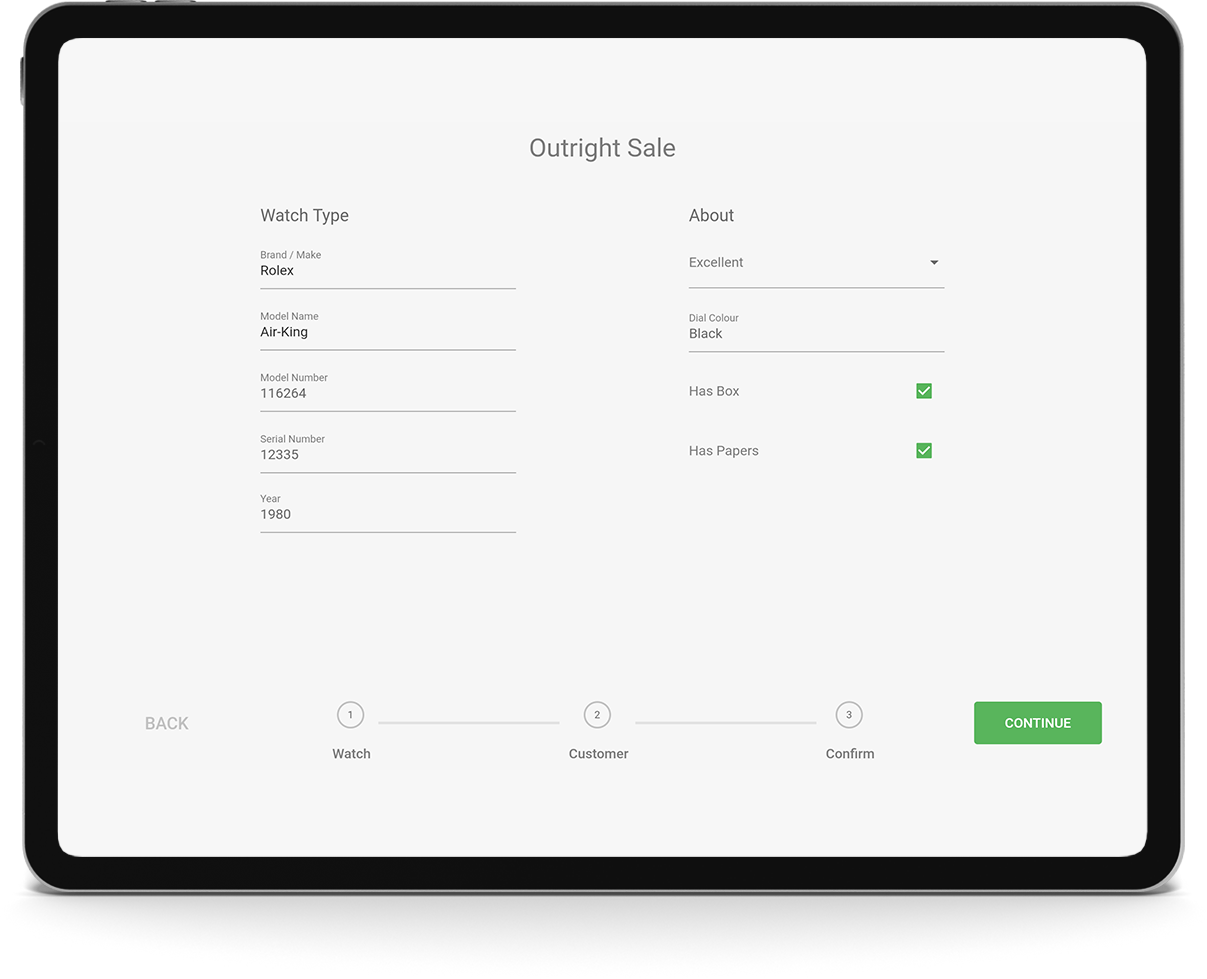 Outright Sale
Watch Type
Brand / Make
Rolex
Model Name
Air-King
Model Number
116264
Serial Number
12335
Year
1980
About
Excellent
Dial Colour
Black
Has Box
Has Papers
BACK
1
Watch
2
Customer
3
Confirm
CONTINUE